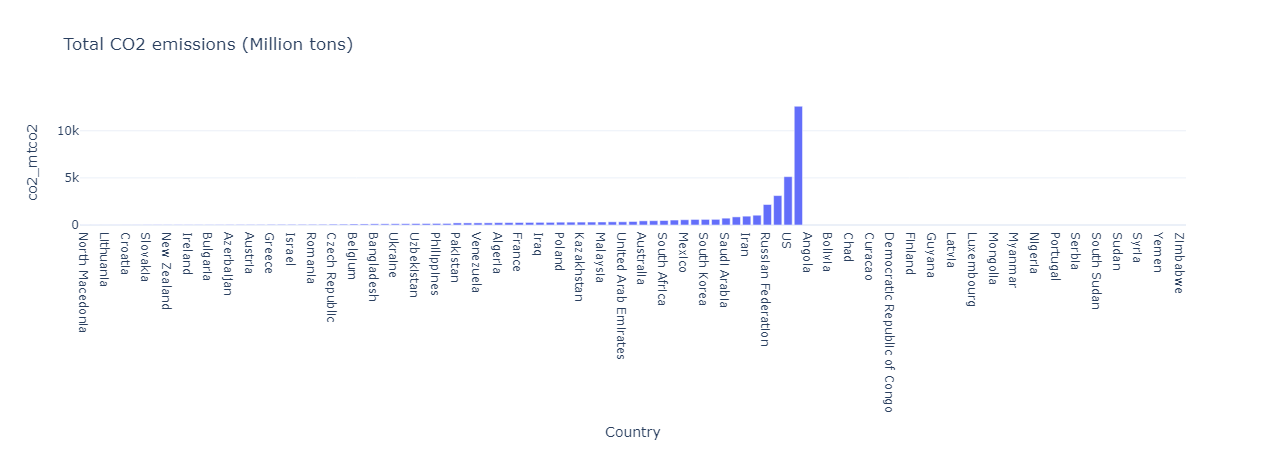 Total CO2 emissions (Million tons)
co2_mtco2
10k
5k
0
North Macedonia
Lithuania
Croatia
Slovakia
New Zealand
Ireland
Bulgaria
Azerbaijan
Austria
Greece
Israel
Romania
Czech Republic
Belgium
Bangladesh
Ukraine
Uzbekistan
Philippines
Pakistan
Venezuela
Algeria
France
Iraq
Poland
Kazakhstan
Malaysia
United Arab Emirates
Australia
South Africa
Mexico
South Korea
Saudi Arabia
Iran
Russian Federation
US
Angola
Bolivia
Chad
Curacao
Democratic Republic of Congo
Finland
Guyana
Latvia
Luxembourg
Mongolia
Myanmar
Nigeria
Portugal
Serbia
South Sudan
Sudan
Syria
Yemen
Zimbabwe
Country